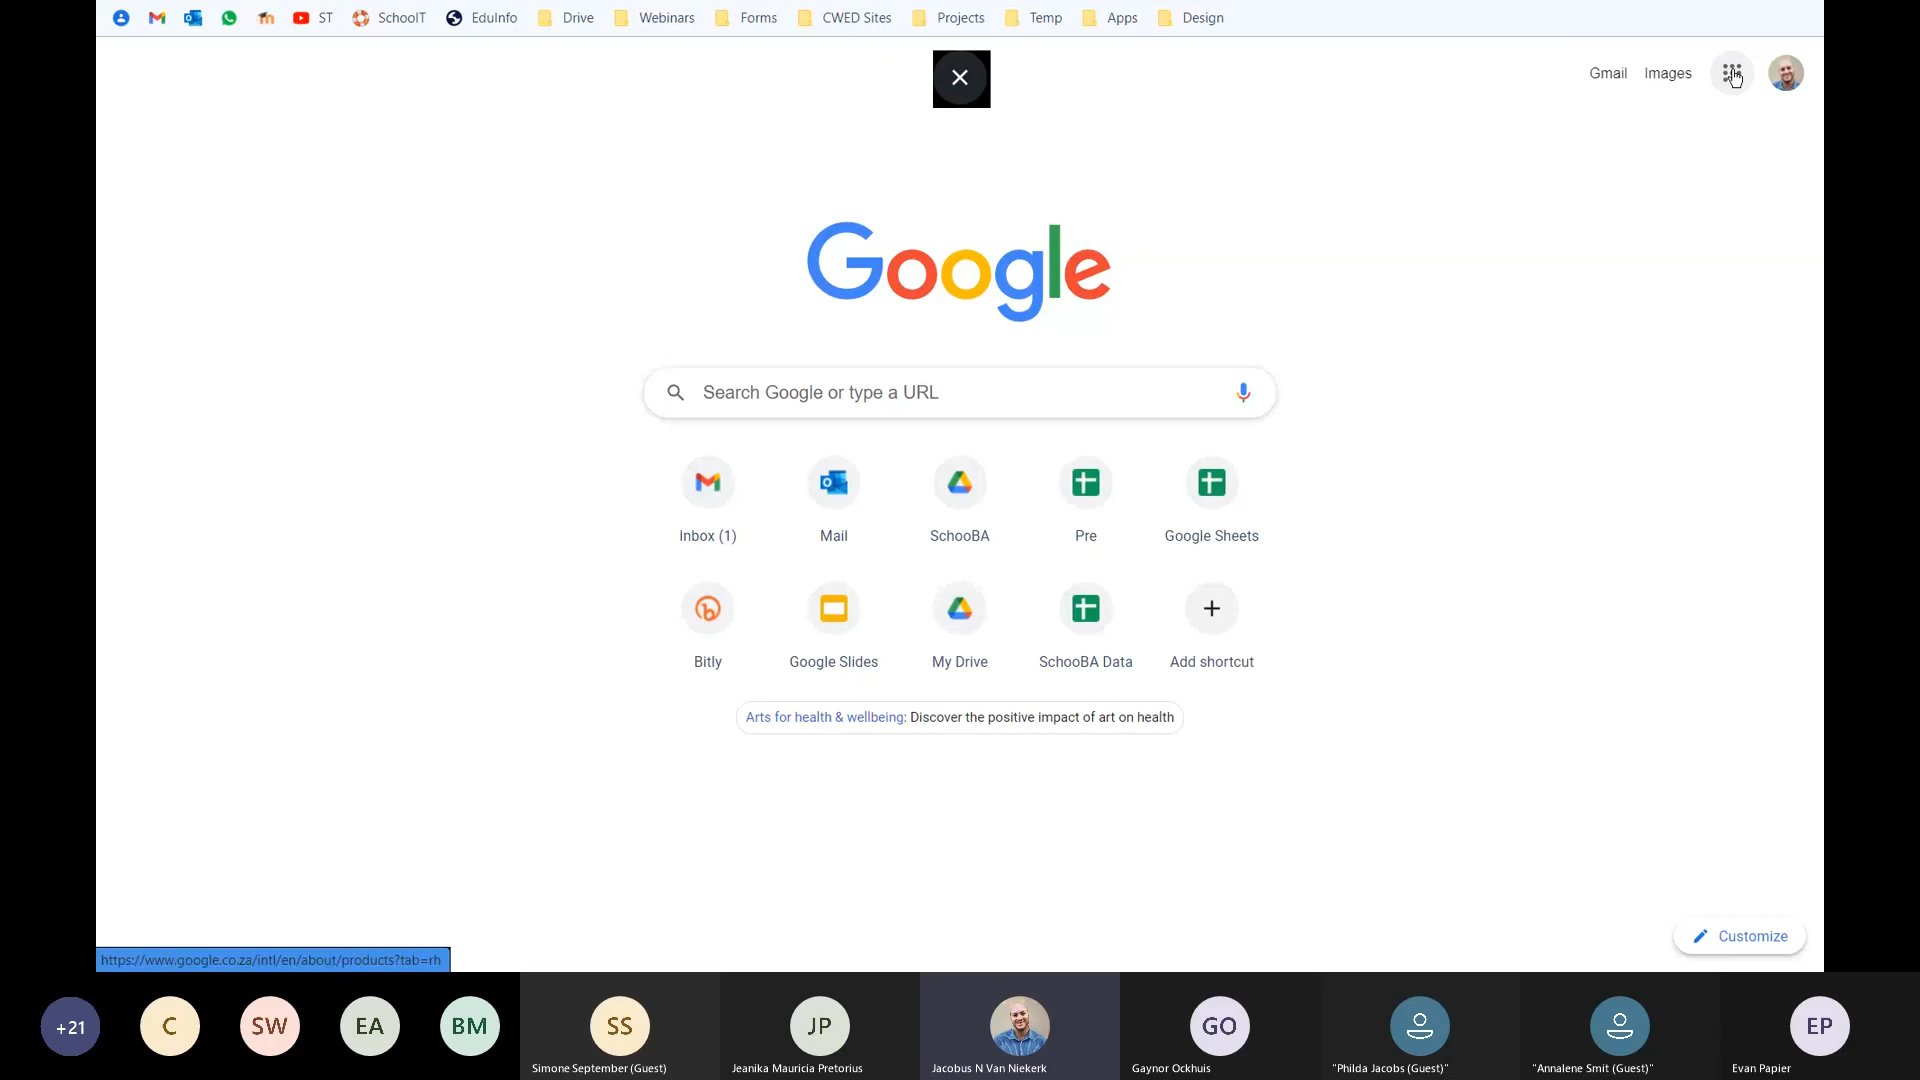 ST SchooIT EduInfo Drive Webinars Forms CWED Sites Projects Temp Apps Design
Gmail Images
Google
Search Google or type a URL
Inbox (1) Mail SchooBA Pre Google Sheets
Bitly Google Slides My Drive SchooBA Data Add shortcut
Arts for health & wellbeing: Discover the positive impact of art on health
Customize
https://www.google.co.za/intl/en/about/products?tab=rh
+21 C SW EA BM SS JP GO EP
Simone September (Guest) Jeanika Mauricia Pretorius Jacobus N Van Niekerk Gaynor Ockhuis "Philda Jacobs (Guest)" "Annalene Smit (Guest)" Evan Papier